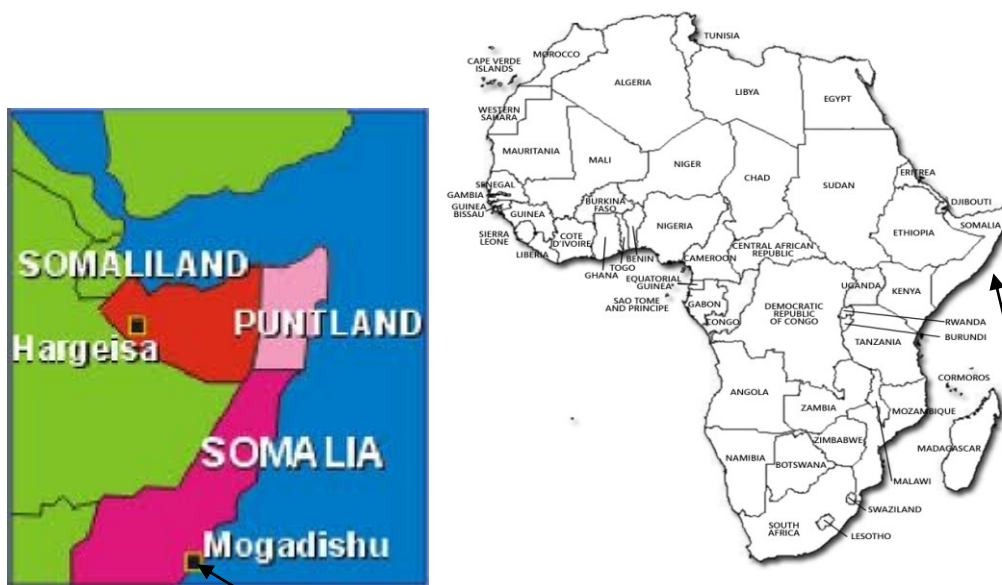 SOMALILAND
PUNTLAND
Hargeisa
SOMALIA
Mogadishu
TUNISIA
MOROCCO
CAPE VERDE
ISLANDS
ALGERIA
LIBYA
EGYPT
WESTERN
SAHARA
MAURITANIA
MALI
NIGER
CHAD
SUDAN
ERITREA
SENEGAL
GAMBIA
GUINEA
BISSAU
GUINEA
BURKINA
FASO
DJIBOUTI
SOMALIA
SIERRA
LEONE
COTE
D'IVOIRE
NIGERIA
ETHIOPIA
LIBERIA
GHANA
TOGO
BENIN
CAMEROON
CENTRAL AFRICAN
REPUBLIC
EQUATORIAL
GUINEA
SAO TOME
AND PRINCIPE
GABON
CONGO
DEMOCRATIC
REPUBLIC
OF CONGO
UGANDA
KENYA
RWANDA
BURUNDI
TANZANIA
CORMOROS
ANGOLA
ZAMBIA
MOZAMBIQUE
ZIMBABWE
MADAGASCAR
NAMIBIA
BOTSWANA
MALAWI
SWAZILAND
SOUTH
AFRICA
LESOTHO